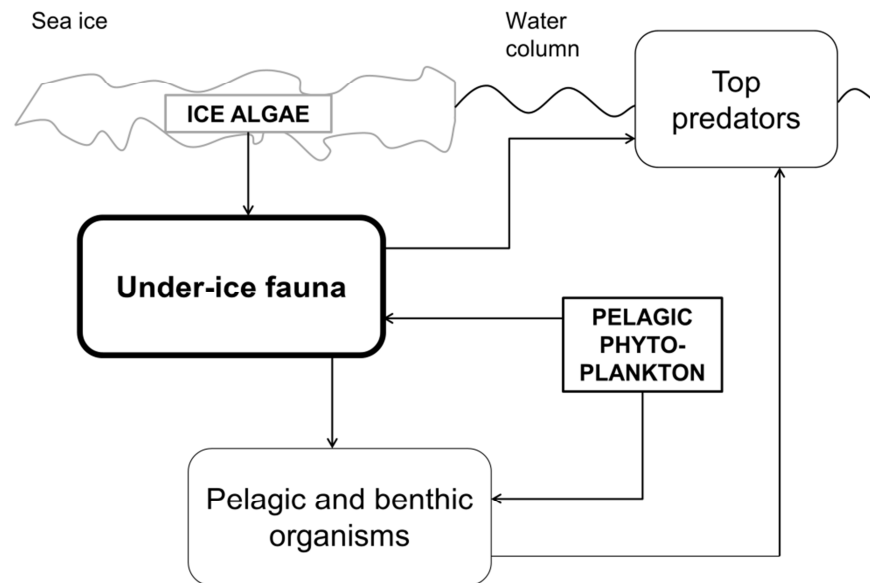 Sea ice
Water
column
Top
predators
ICE ALGAE
Under-ice fauna
PELAGIC
PHYTO-
PLANKTON
Pelagic and benthic
organisms